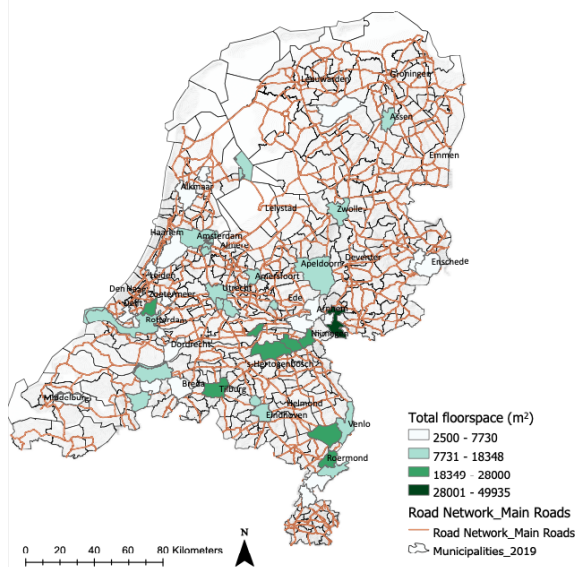 Leeuwarden
Groningen
Assen
Emmen
Alkmaar
Lelystad
Zwolle
Haarlem
Amsterdam
Almere
Enschede
Apeldoorn
Deventer
Leiden
Amersfoort
Den Haag
Zoetermeer
Utrecht
Ede
Delft
Arnhem
Rotterdam
Nijmegen
Dordrecht
's-Hertogenbosch
Breda
Tilburg
Middelburg
Helmond
Eindhoven
Venlo
Roermond
Total floorspace (m²)
2500 - 7730
7731 - 18348
18349 - 28000
28001 - 49935
Road Network_Main Roads
Road Network_Main Roads
Municipalities_2019
N
0 20 40 60 80 Kilometers